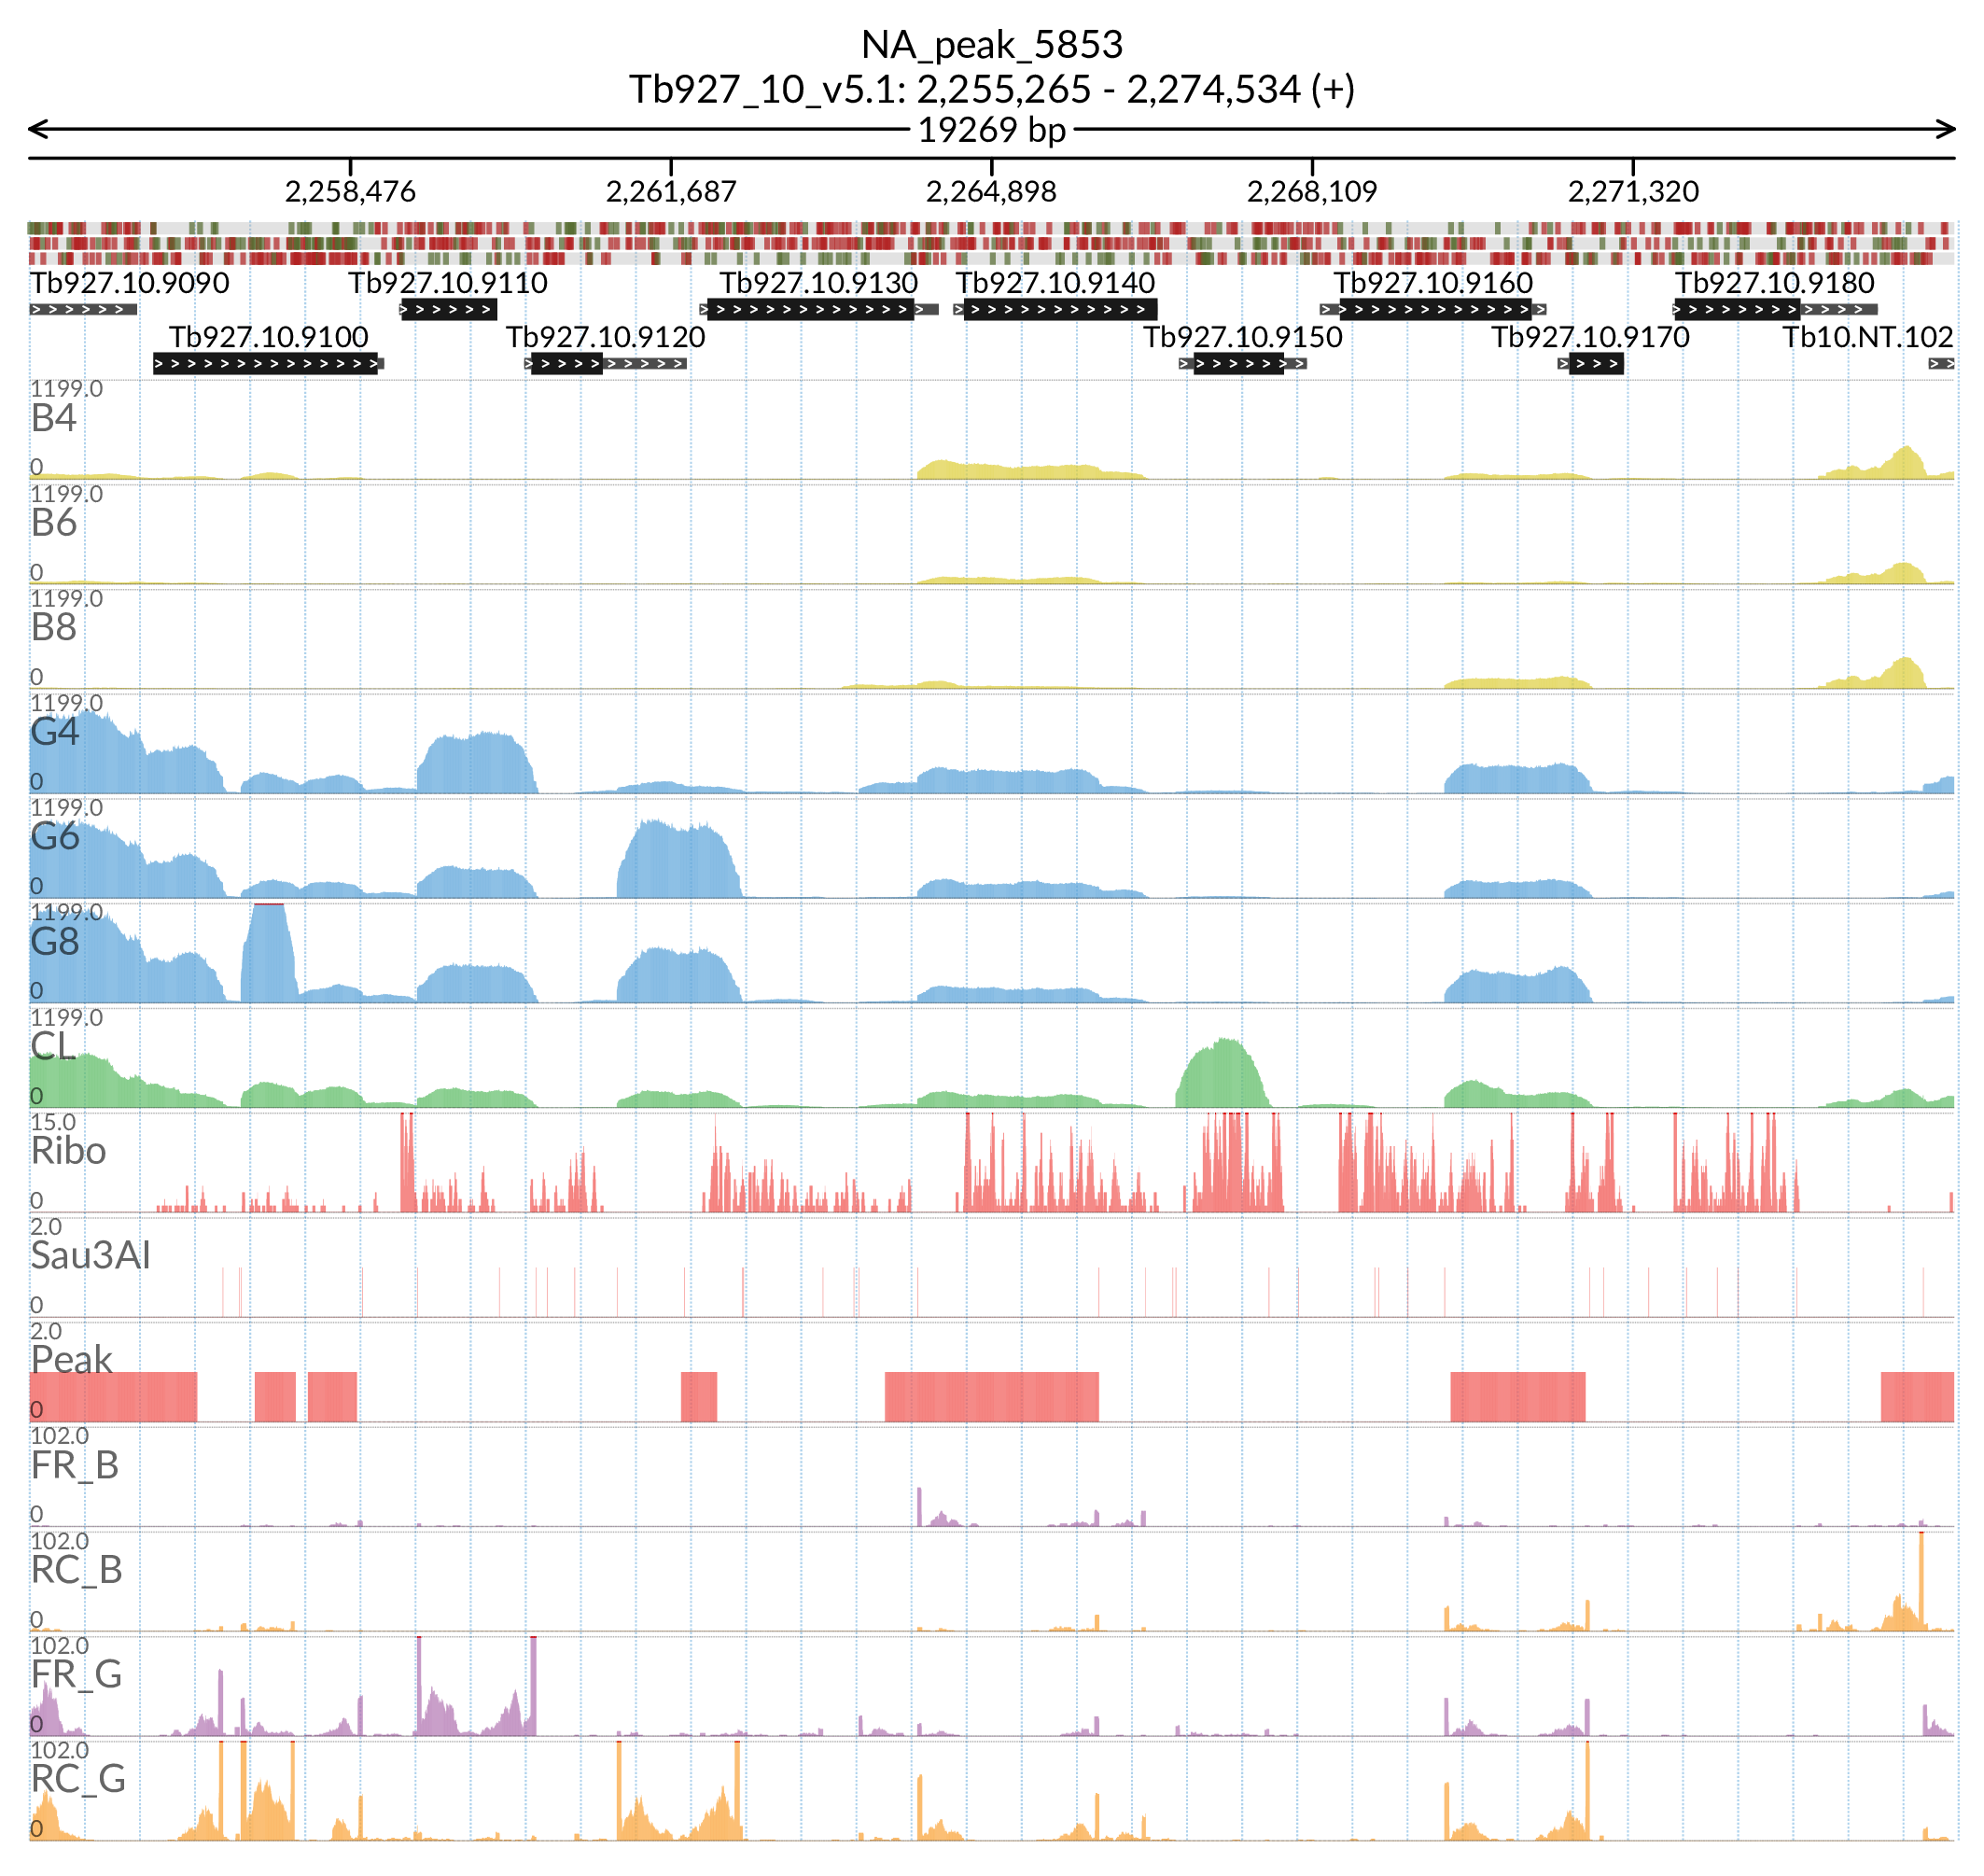 NA_peak_5853
Tb927_10_v5.1: 2,255,265 - 2,274,534 (+)
19269 bp
2,258,476 2,261,687 2,264,898 2,268,109 2,271,320
Tb927.10.9090 Tb927.10.9110 Tb927.10.9130 Tb927.10.9140 Tb927.10.9160 Tb927.10.9180
Tb927.10.9100 Tb927.10.9120 Tb927.10.9150 Tb927.10.9170 Tb10.NT.102
1199.0
B4
0
1199.0
B6
0
1199.0
B8
0
1199.0
G4
0
1199.0
G6
0
1199.0
G8
0
1199.0
CL
0
15.0
Ribo
0
2.0
Sau3AI
0
2.0
Peak
0
102.0
FR_B
0
102.0
RC_B
0
102.0
FR_G
0
102.0
RC_G
0